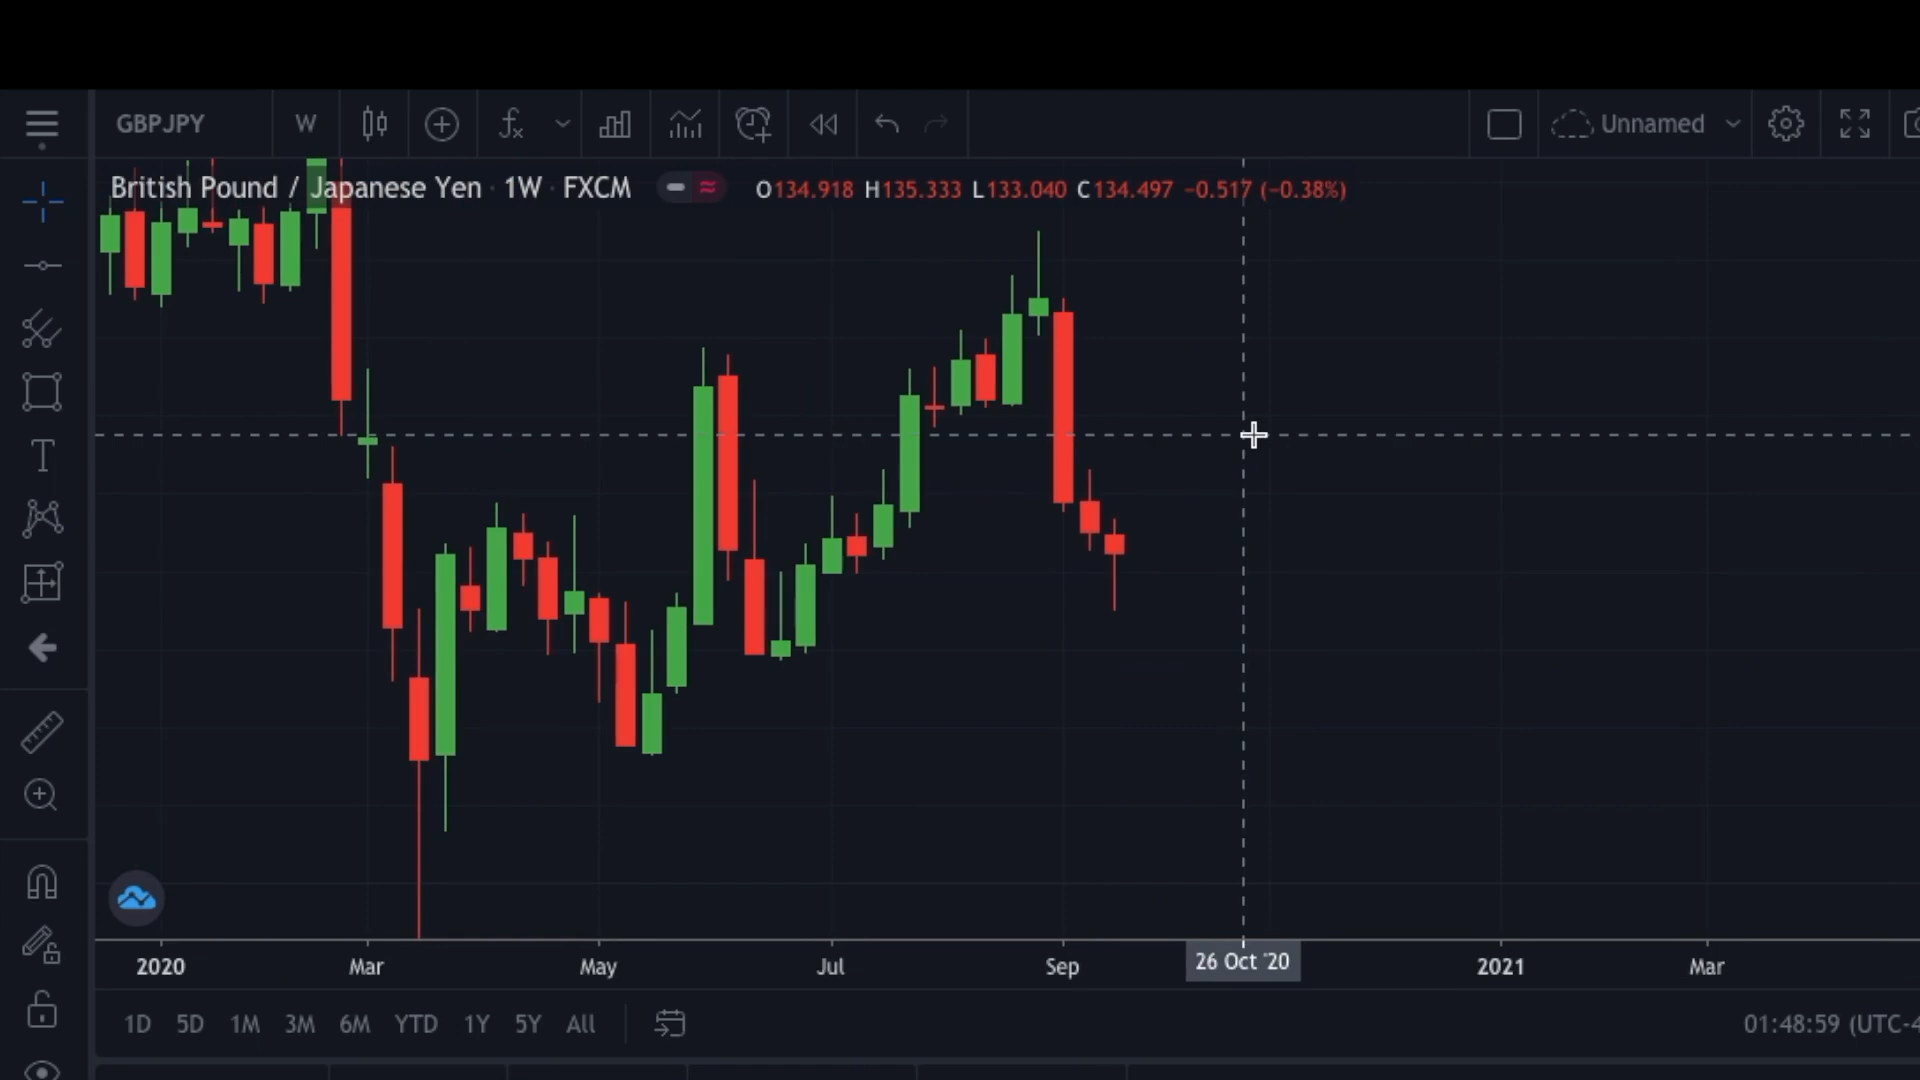 GBPJPY W Unnamed
British Pound / Japanese Yen · 1W · FXCM O134.918 H135.333 L133.040 C134.497 −0.517 (−0.38%)
2020 Mar May Jul Sep 26 Oct '20 2021 Mar
1D 5D 1M 3M 6M YTD 1Y 5Y All 01:48:59 (UTC-4